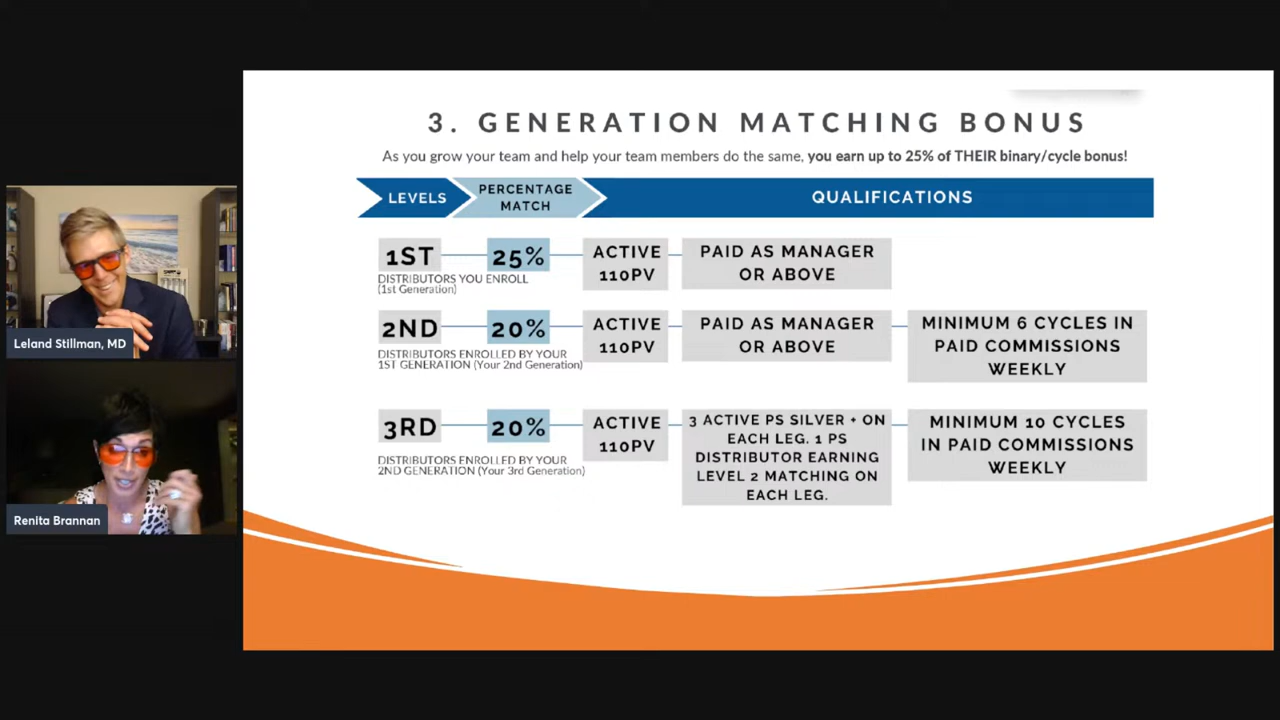 3. GENERATION MATCHING BONUS
As you grow your team and help your team members do the same, you earn up to 25% of THEIR binary/cycle bonus!
LEVELS
PERCENTAGE
MATCH
QUALIFICATIONS
1ST
25%
ACTIVE
110PV
PAID AS MANAGER
OR ABOVE
DISTRIBUTORS YOU ENROLL
(1st Generation)
2ND
20%
ACTIVE
110PV
PAID AS MANAGER
OR ABOVE
MINIMUM 6 CYCLES IN
PAID COMMISSIONS
WEEKLY
DISTRIBUTORS ENROLLED BY YOUR
1ST GENERATION (Your 2nd Generation)
3RD
20%
ACTIVE
110PV
3 ACTIVE PS SILVER + ON
EACH LEG. 1 PS
DISTRIBUTOR EARNING
LEVEL 2 MATCHING ON
EACH LEG.
MINIMUM 10 CYCLES
IN PAID COMMISSIONS
WEEKLY
DISTRIBUTORS ENROLLED BY YOUR
2ND GENERATION (Your 3rd Generation)
Leland Stillman, MD
Renita Brannan